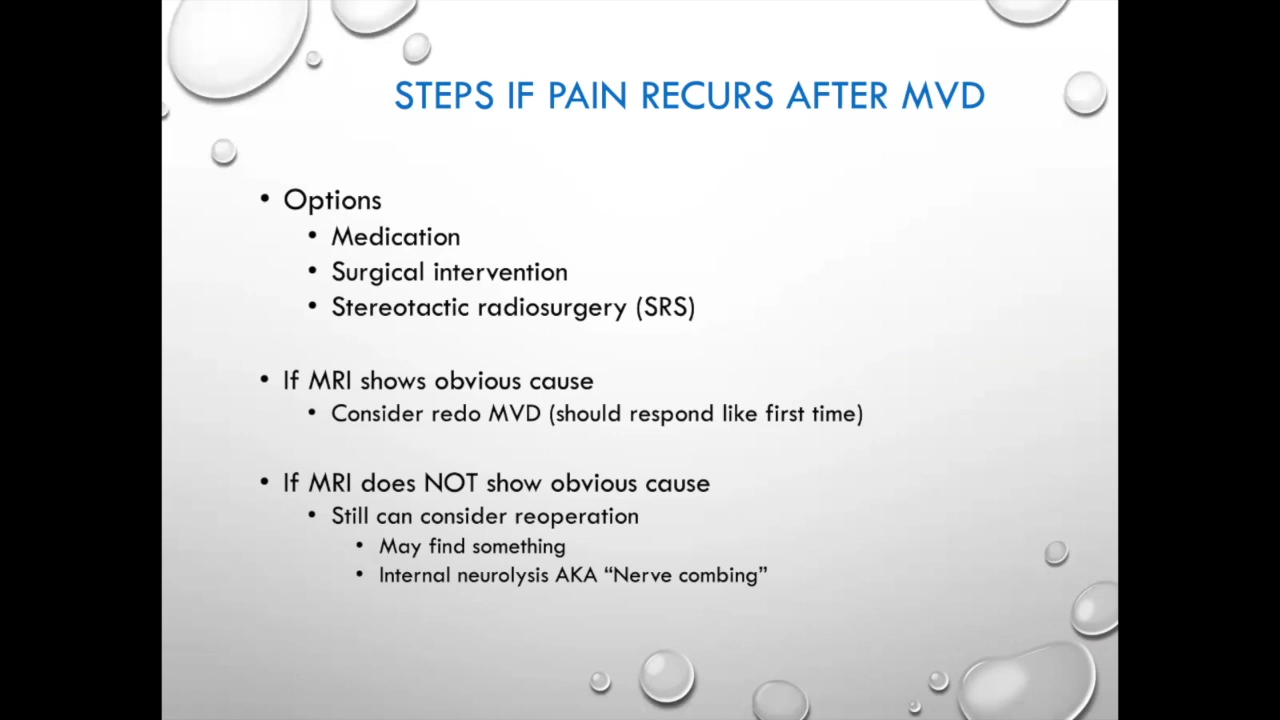 STEPS IF PAIN RECURS AFTER MVD
• Options
• Medication
• Surgical intervention
• Stereotactic radiosurgery (SRS)
• If MRI shows obvious cause
• Consider redo MVD (should respond like first time)
• If MRI does NOT show obvious cause
• Still can consider reoperation
• May find something
• Internal neurolysis AKA “Nerve combing”